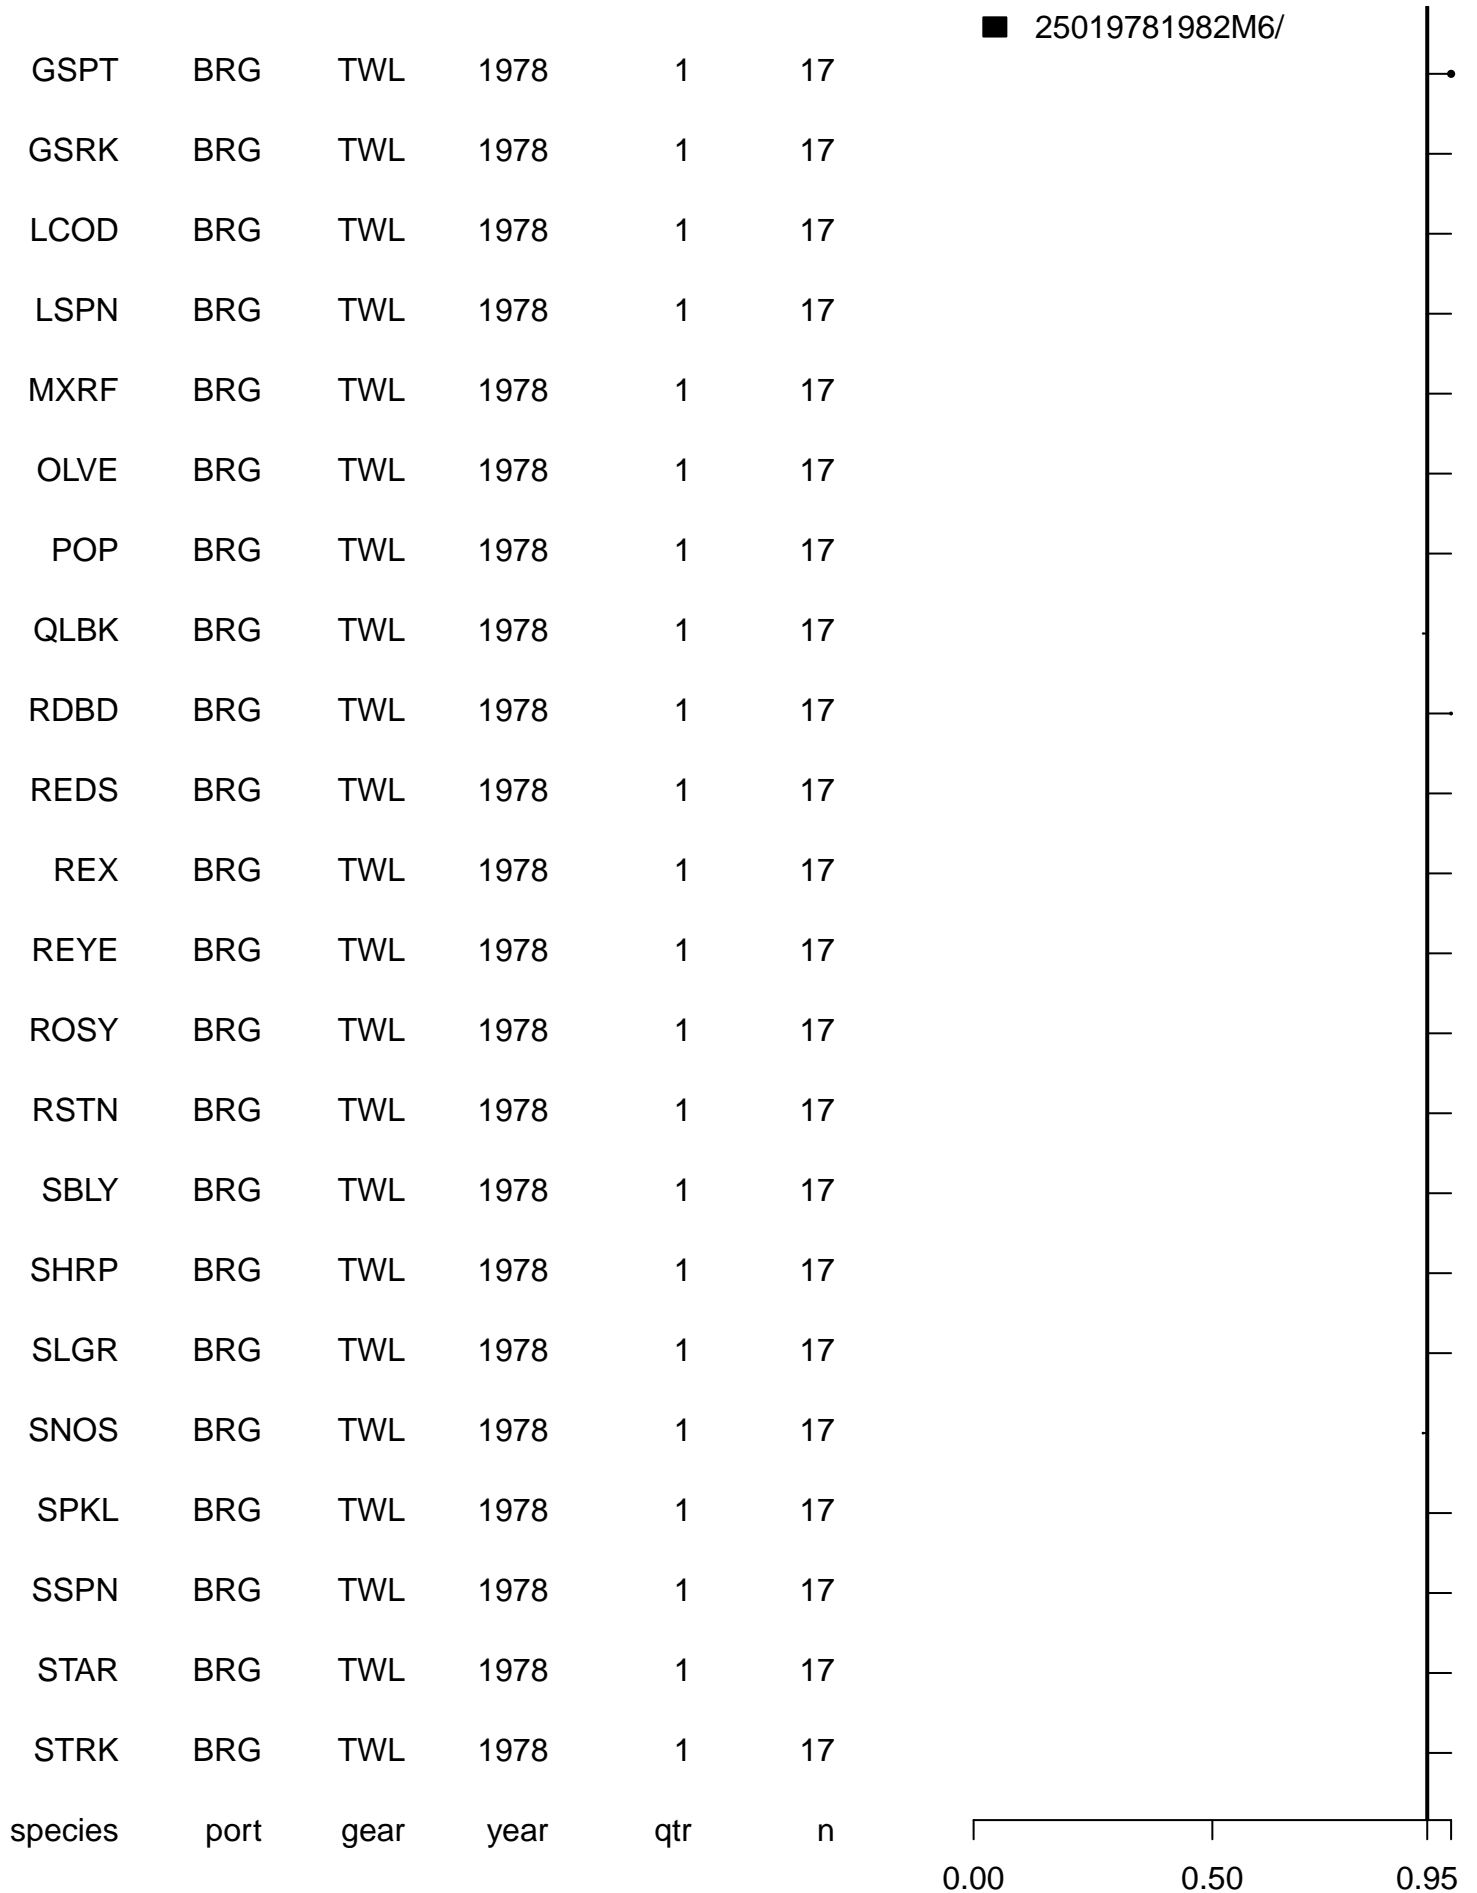 25019781982M6/
GSPT BRG TWL 1978 1 17
GSRK BRG TWL 1978 1 17
LCOD BRG TWL 1978 1 17
LSPN BRG TWL 1978 1 17
MXRF BRG TWL 1978 1 17
OLVE BRG TWL 1978 1 17
POP BRG TWL 1978 1 17
QLBK BRG TWL 1978 1 17
RDBD BRG TWL 1978 1 17
REDS BRG TWL 1978 1 17
REX BRG TWL 1978 1 17
REYE BRG TWL 1978 1 17
ROSY BRG TWL 1978 1 17
RSTN BRG TWL 1978 1 17
SBLY BRG TWL 1978 1 17
SHRP BRG TWL 1978 1 17
SLGR BRG TWL 1978 1 17
SNOS BRG TWL 1978 1 17
SPKL BRG TWL 1978 1 17
SSPN BRG TWL 1978 1 17
STAR BRG TWL 1978 1 17
STRK BRG TWL 1978 1 17
species port gear year qtr n
0.00 0.50 0.95